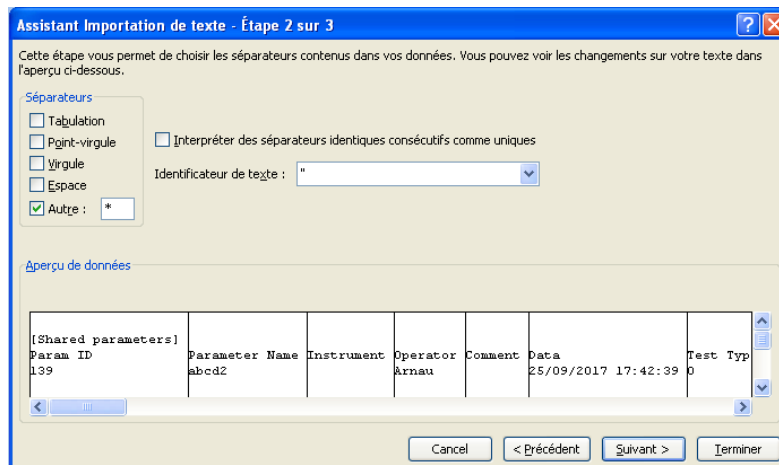 Assistant Importation de texte - Étape 2 sur 3
Cette étape vous permet de choisir les séparateurs contenus dans vos données. Vous pouvez voir les changements sur votre texte dans
l'aperçu ci-dessous.
Séparateurs
Tabulation
Point-virgule
Virgule
Espace
Autre : *
Interpréter des séparateurs identiques consécutifs comme uniques
Identificateur de texte : "
Aperçu de données
[Shared parameters]
Param ID Parameter Name Instrument Operator Comment Data Test Typ
139 abcd2 Arnau 25/09/2017 17:42:39 0
Cancel < Précédent Suivant > Terminer